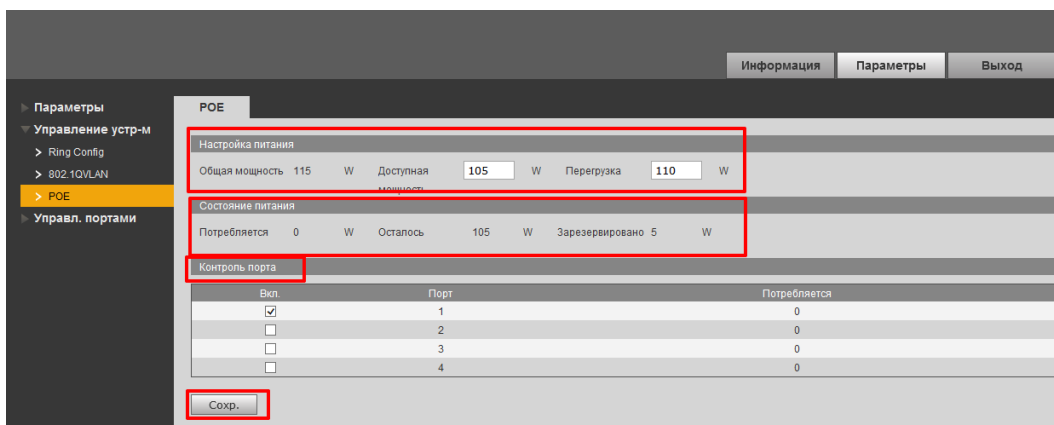 Информация Параметры Выход
Параметры
Управление устр-м
Ring Config
802.1QVLAN
POE
Управл. портами
POE
Настройка питания
Общая мощность 115 W Доступная мощность 105 W Перегрузка 110 W
Состояние питания
Потребляется 0 W Осталось 105 W Зарезервировано 5 W
Контроль порта
Вкл. Порт Потребляется
1 0
2 0
3 0
4 0
Сохр.